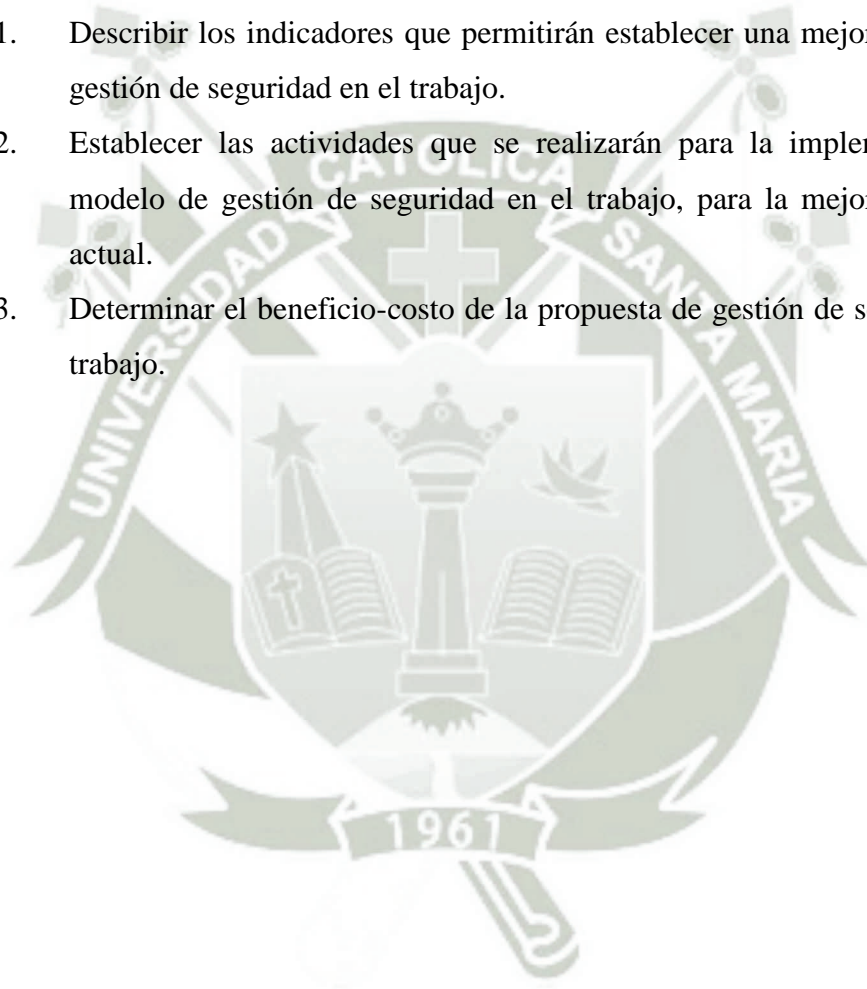 1. Describir los indicadores que permitirán establecer una mejor
gestión de seguridad en el trabajo.
2. Establecer las actividades que se realizarán para la imple
modelo de gestión de seguridad en el trabajo, para la mejor
actual.
3. Determinar el beneficio-costo de la propuesta de gestión de s
trabajo.
UNIVERSIDAD CATOLICA SANTA MARIA
1961